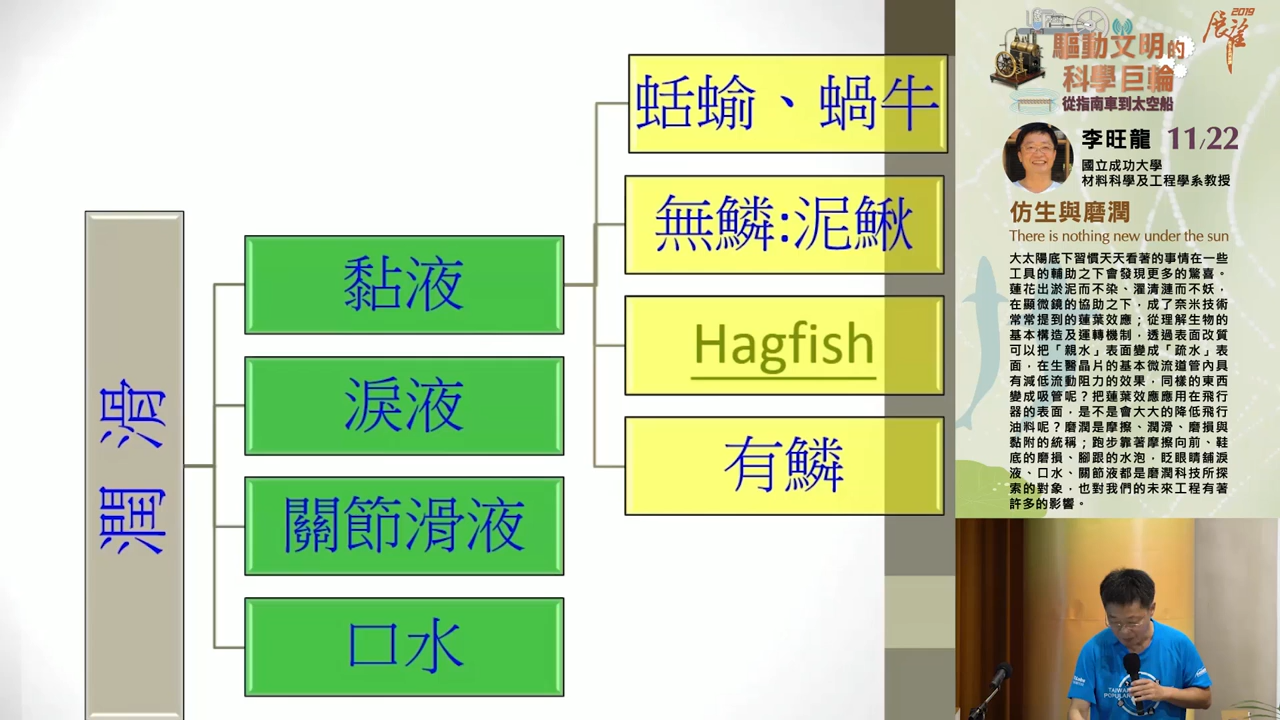 潤滑
黏液
淚液
關節滑液
口水
蛞蝓、蝸牛
無鱗:泥鰍
Hagfish
有鱗
2019
展望
驅動文明的
科學巨輪
從指南車到太空船
李旺龍 11/22
國立成功大學
材料科學及工程學系教授
仿生與磨潤
There is nothing new under the sun
大太陽底下習慣天天看著的事情在一些
工具的輔助之下會發現更多的驚喜。
蓮花出淤泥而不染、濯清漣而不妖，
在顯微鏡的協助之下，成了奈米技術
常常提到的蓮葉效應；從理解生物的
基本構造及運轉機制，透過表面改質
可以把「親水」表面變成「疏水」表
面，在生醫晶片的基本微流道管內具
有減低流動阻力的效果，同樣的東西
變成吸管呢？把蓮葉效應應用在飛行
器的表面，是不是會大大的降低飛行
油料呢？磨潤是摩擦、潤滑、磨損與
黏附的統稱；跑步靠著摩擦向前、鞋
底的磨損、腳跟的水泡，眨眼睛舖淚
液、口水、關節液都是磨潤科技所探
索的對象，也對我們的未來工程有著
許多的影響。